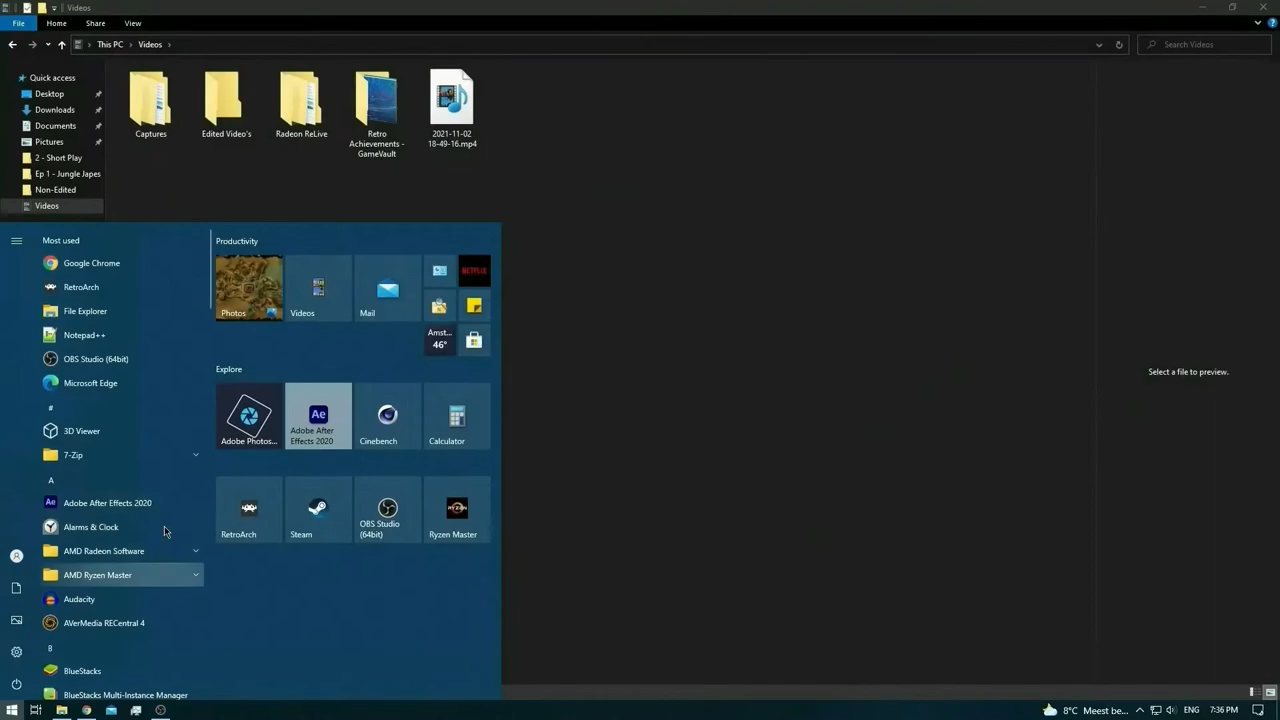 Videos
File
Home
Share
View
This PC
Videos
Search Videos
Quick access
Desktop
Downloads
Documents
Pictures
2 - Short Play
Ep 1 - Jungle Japes
Non-Edited
Videos
Captures
Edited Video's
Radeon ReLive
Retro
Achievements -
GameVault
2021-11-02
18-49-16.mp4
Select a file to preview.
Most used
Google Chrome
RetroArch
File Explorer
Notepad++
OBS Studio (64bit)
Microsoft Edge
#
3D Viewer
7-Zip
A
Adobe After Effects 2020
Alarms & Clock
AMD Radeon Software
AMD Ryzen Master
Audacity
AVerMedia RECentral 4
B
BlueStacks
BlueStacks Multi-Instance Manager
Productivity
Photos
Videos
Mail
NETFLIX
Amst...
46°
Explore
Adobe Photos...
Ae
Adobe After
Effects 2020
Cinebench
Calculator
RetroArch
Steam
OBS Studio
(64bit)
RYZEN
Ryzen Master
8°C Meest be...
ENG
7:36 PM